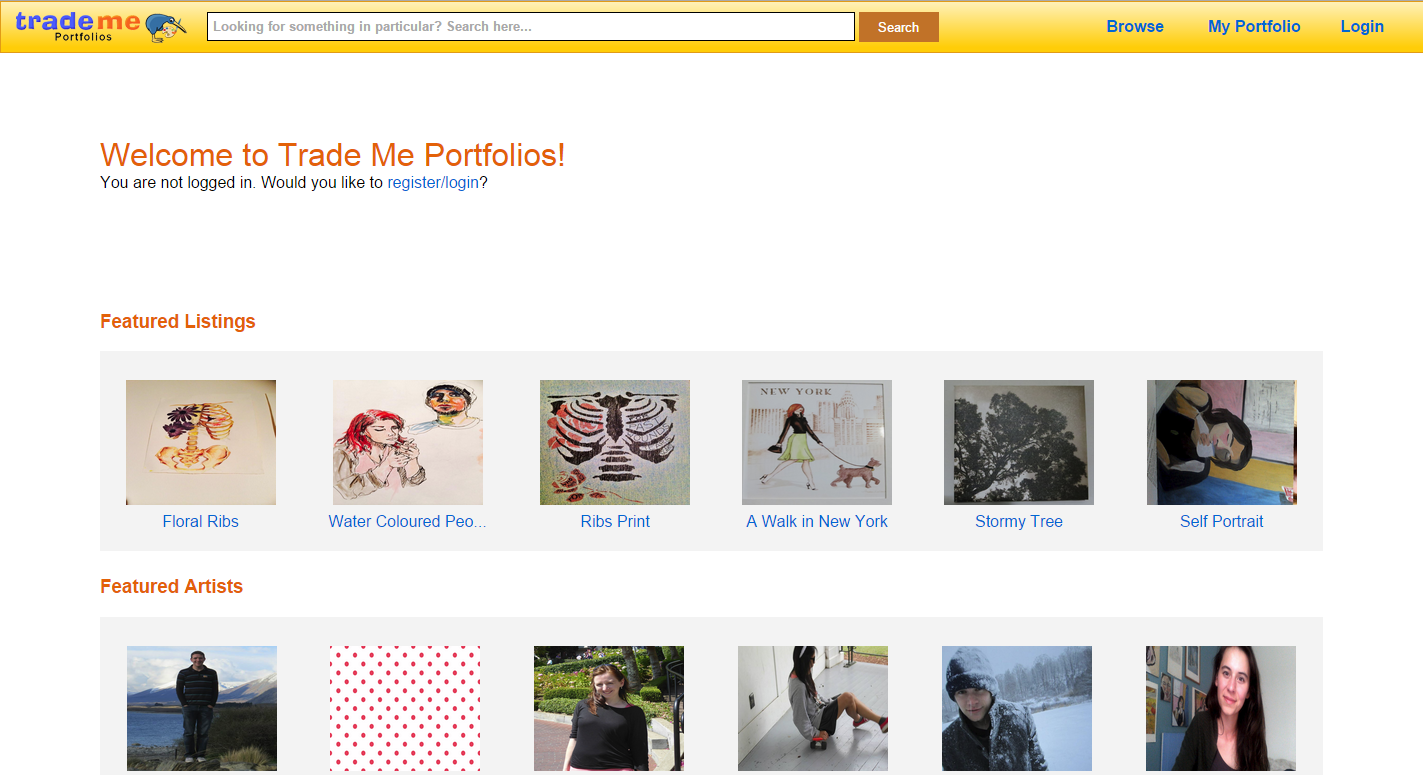 trademe
Portfolios
Looking for something in particular? Search here...
Search
Browse
My Portfolio
Login
Welcome to Trade Me Portfolios!
You are not logged in. Would you like to register/login?
Featured Listings
NEW YORK
Floral Ribs
Water Coloured Peo...
Ribs Print
A Walk in New York
Stormy Tree
Self Portrait
Featured Artists